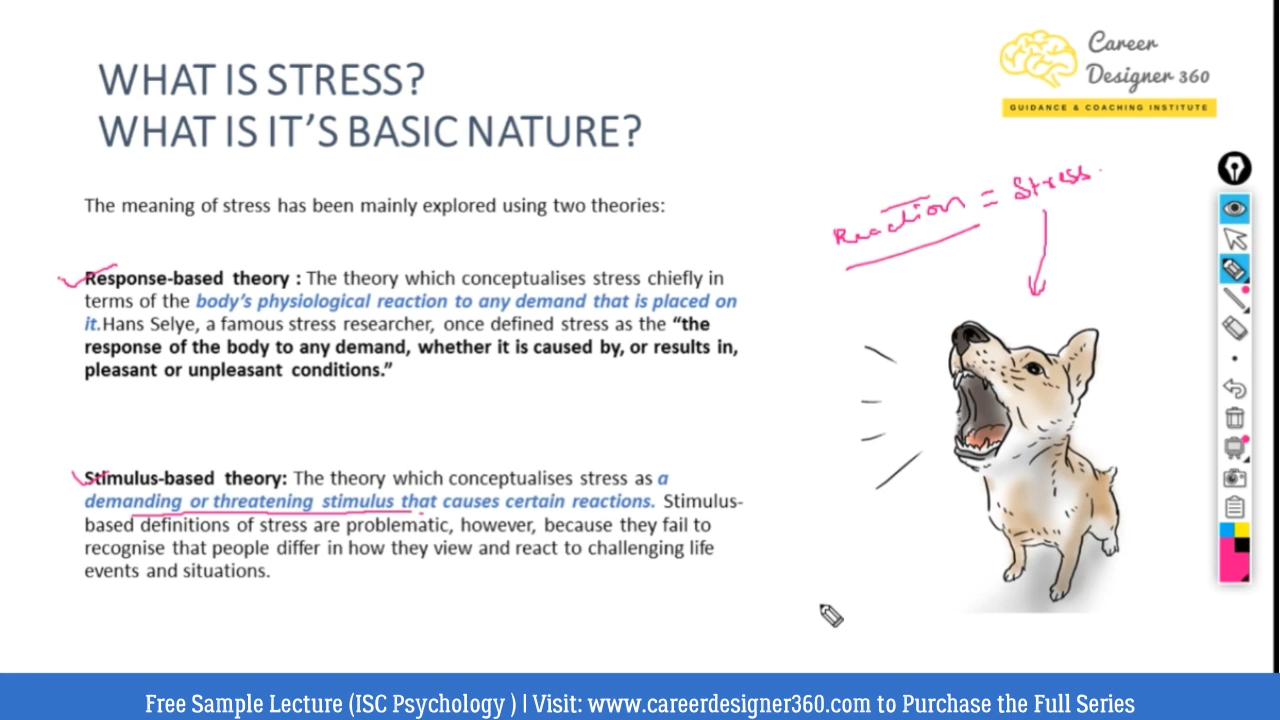 WHAT IS STRESS?
WHAT IS IT’S BASIC NATURE?
Career
Designer 360
GUIDANCE & COACHING INSTITUTE
The meaning of stress has been mainly explored using two theories:
Reaction = Stress.
Response-based theory : The theory which conceptualises stress chiefly in
terms of the body’s physiological reaction to any demand that is placed on
it.Hans Selye, a famous stress researcher, once defined stress as the “the
response of the body to any demand, whether it is caused by, or results in,
pleasant or unpleasant conditions.”
Stimulus-based theory: The theory which conceptualises stress as a
demanding or threatening stimulus that causes certain reactions. Stimulus-
based definitions of stress are problematic, however, because they fail to
recognise that people differ in how they view and react to challenging life
events and situations.
Free Sample Lecture (ISC Psychology ) | Visit: www.careerdesigner360.com to Purchase the Full Series